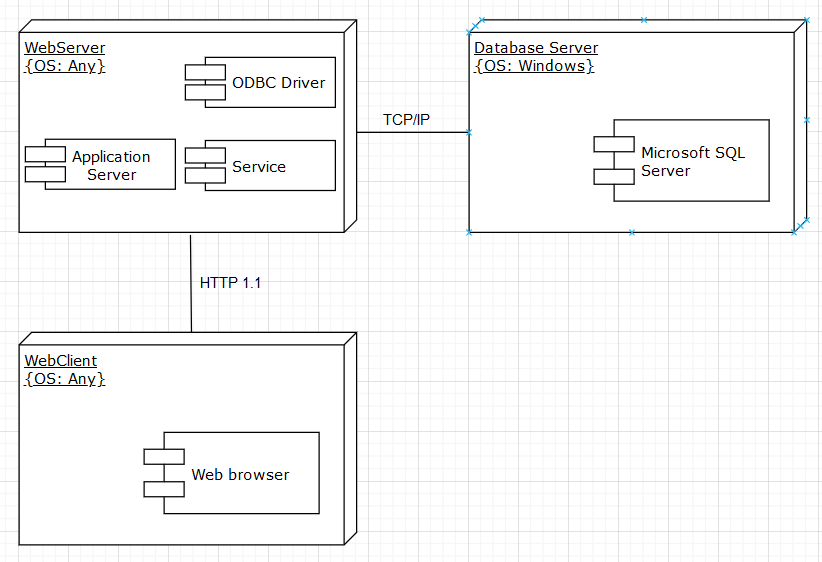 WebServer
{OS: Any}
ODBC Driver
Application
Server
Service
TCP/IP
Database Server
{OS: Windows}
Microsoft SQL
Server
HTTP 1.1
WebClient
{OS: Any}
Web browser